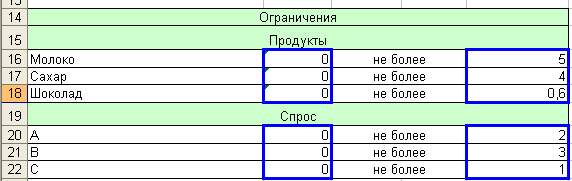 14 Ограничения
15 Продукты
16 Молоко 0 не более 5
17 Сахар 0 не более 4
18 Шоколад 0 не более 0,6
19 Спрос
20 А 0 не более 2
21 В 0 не более 3
22 С 0 не более 1